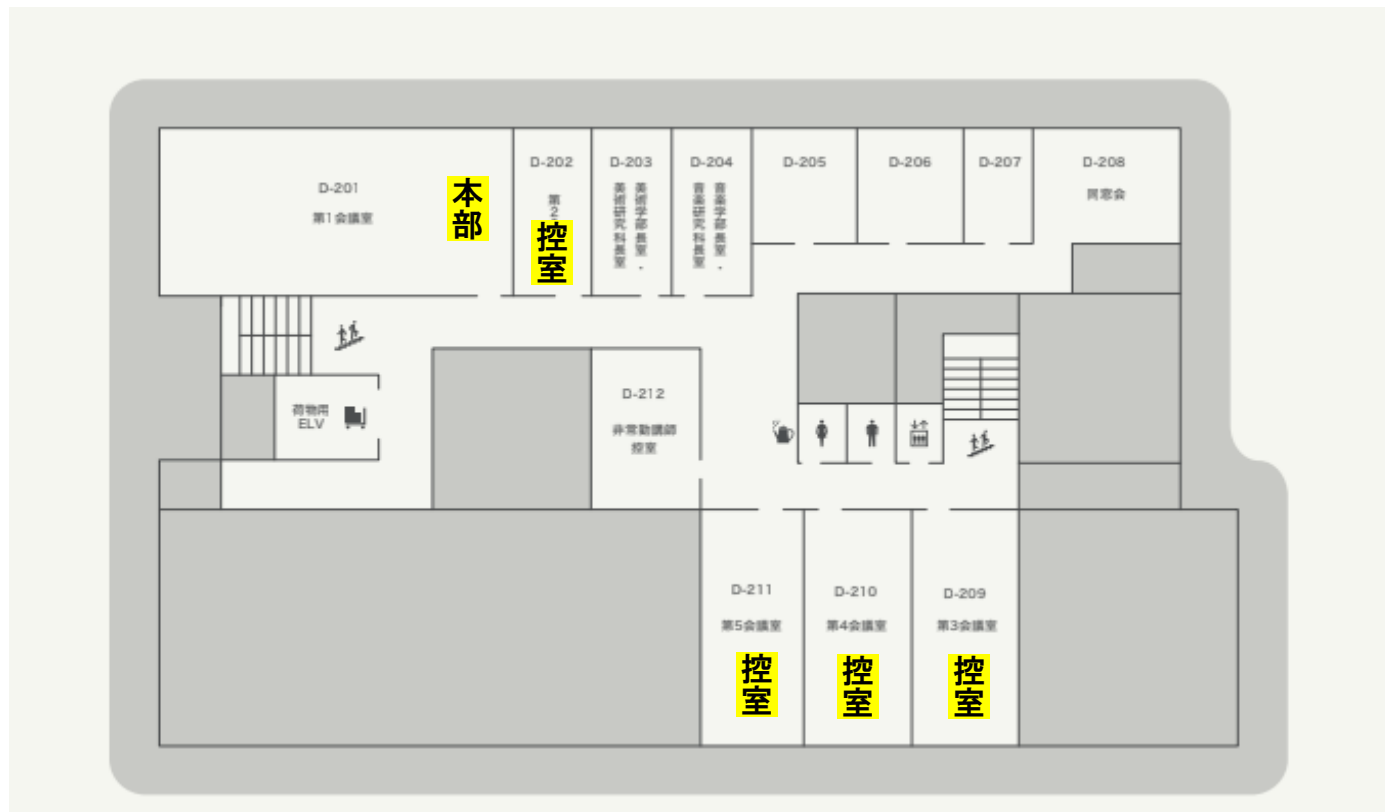 D-201
第1会議室
本部
D-202
第2
控室
D-203
美術学部長室・
美術研究科長室
D-204
音楽学部長室・
音楽研究科長室
D-205
D-206
D-207
D-208
同窓会
荷物用
ELV
D-212
非常勤講師
控室
D-211
第5会議室
控室
D-210
第4会議室
控室
D-209
第3会議室
控室